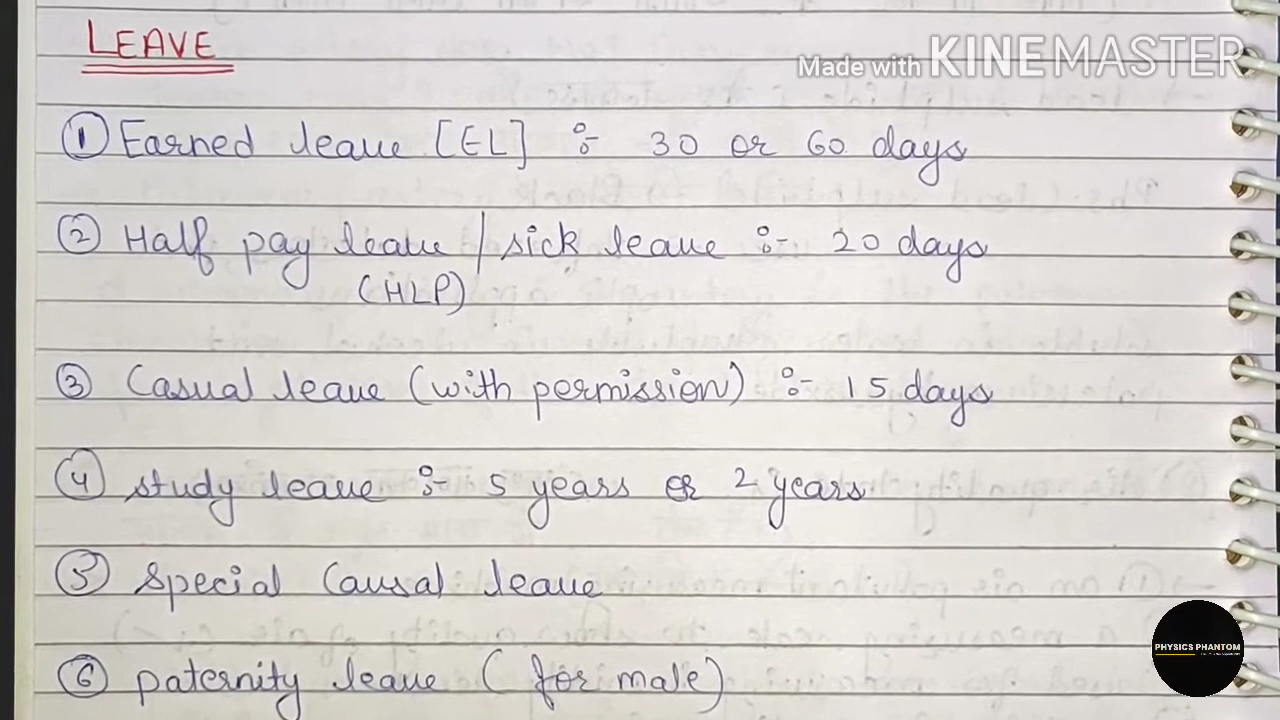 LEAVE
Made with KINEMASTER
① Earned leave [EL] :- 30 or 60 days
② Half pay leave / sick leave :- 20 days
(HLP)
③ Casual leave (with permission) :- 15 days
④ study leave :- 5 years or 2 years
⑤ special Causal leave
⑥ paternity leave ( for male)
PHYSICS PHANTOM